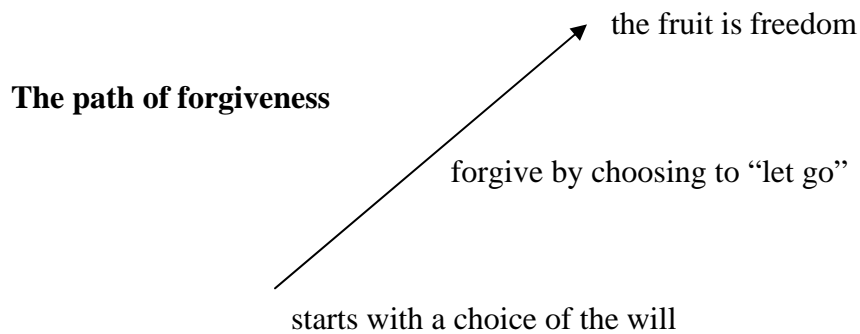 the fruit is freedom
The path of forgiveness
forgive by choosing to “let go”
starts with a choice of the will